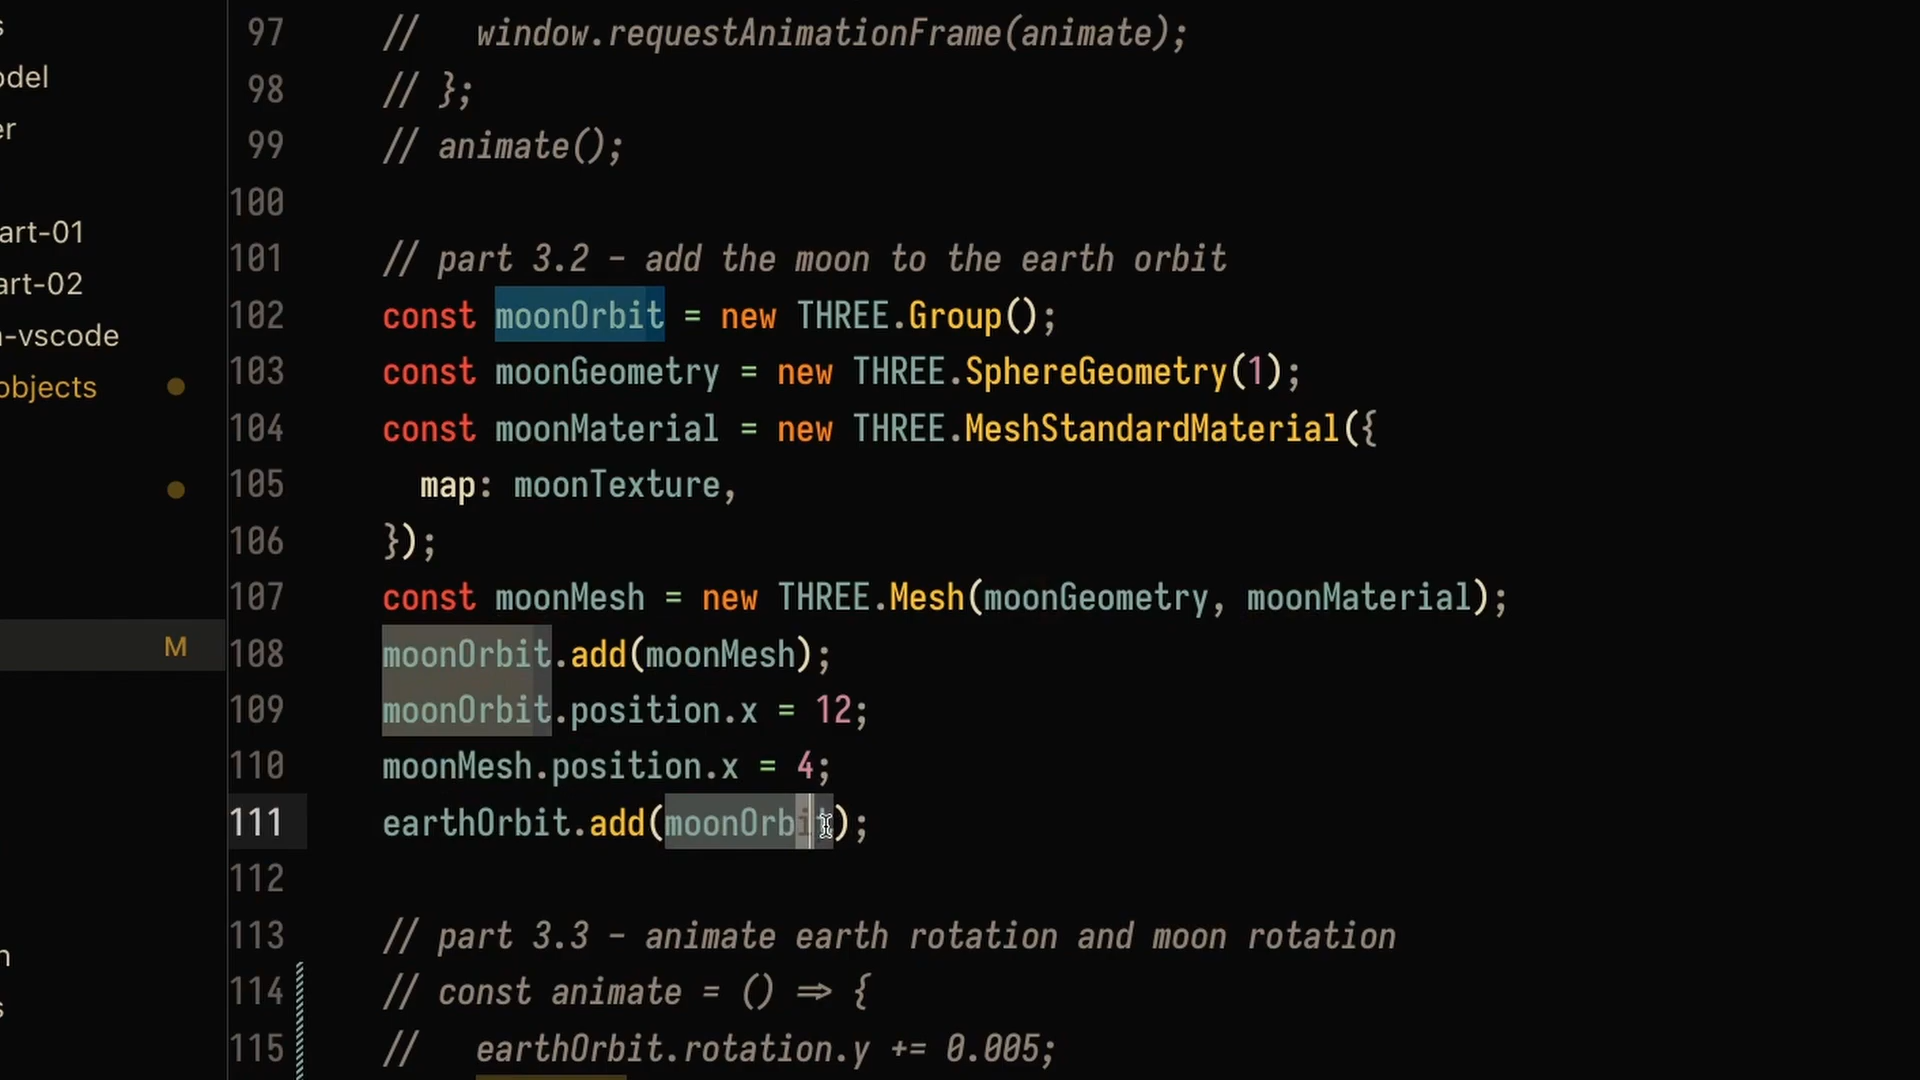 s
odel
er
art-01
art-02
n-vscode
objects
M
n
s
97 //   window.requestAnimationFrame(animate);
98 // };
99 // animate();
100
101 // part 3.2 - add the moon to the earth orbit
102 const moonOrbit = new THREE.Group();
103 const moonGeometry = new THREE.SphereGeometry(1);
104 const moonMaterial = new THREE.MeshStandardMaterial({
105   map: moonTexture,
106 });
107 const moonMesh = new THREE.Mesh(moonGeometry, moonMaterial);
108 moonOrbit.add(moonMesh);
109 moonOrbit.position.x = 12;
110 moonMesh.position.x = 4;
111 earthOrbit.add(moonOrbit);
112
113 // part 3.3 - animate earth rotation and moon rotation
114 // const animate = () => {
115 //   earthOrbit.rotation.y += 0.005;